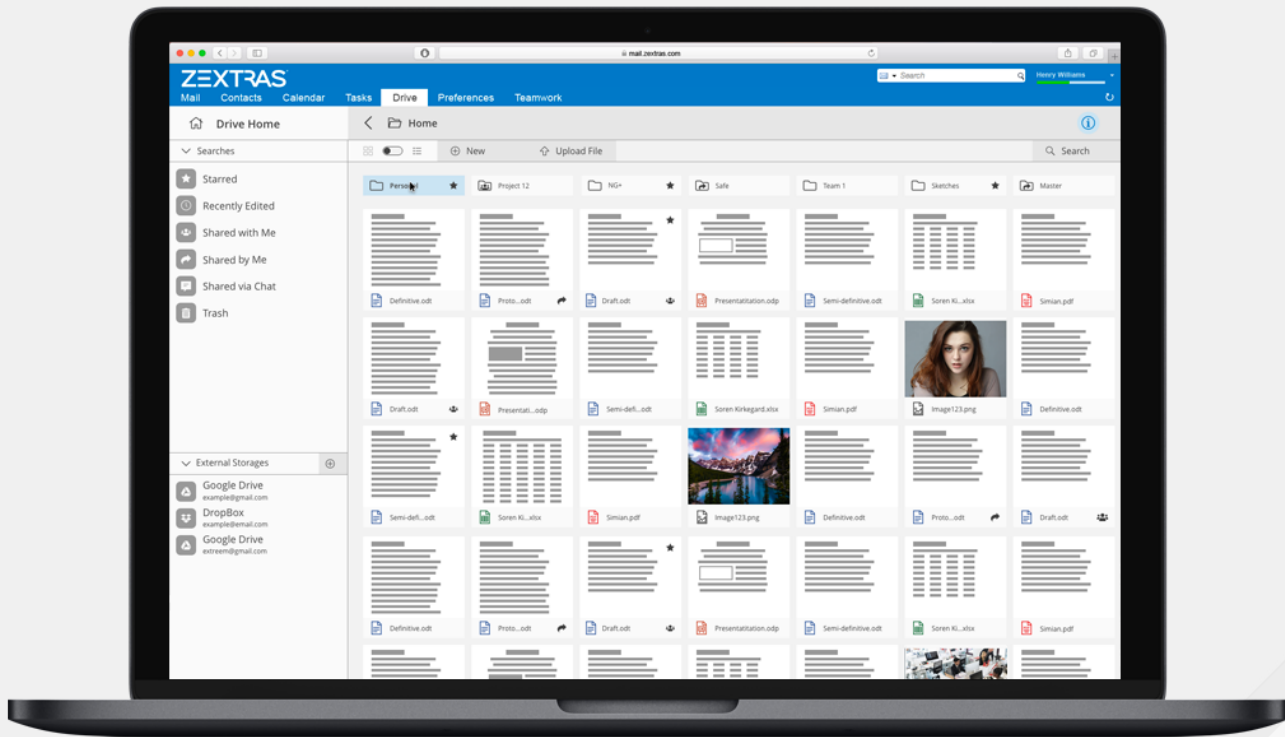 mail.zextras.com
ZEXTRAS
Search
Henry Williams
Mail Contacts Calendar Tasks Drive Preferences Teamwork
Drive Home
Home
Searches
New Upload File Search
Starred
Recently Edited
Shared with Me
Shared by Me
Shared via Chat
Trash
External Storages
Google Drive
example@gmail.com
DropBox
example@email.com
Google Drive
extreem@gmail.com
Project 12 NG+ Safe Team 1 Sketches Master
Definitive.odt Proto...odt Draft.odt Presentatitation.odp Semi-definitive.odt Soren Ki...xlsx Simian.pdf
Draft.odt Presentati...odp Semi-defi...odt Soren Kirkegard.xlsx Simian.pdf Image123.png Definitive.odt
Semi-defi...odt Soren Ki...xlsx Simian.pdf Image123.png Definitive.odt Proto...odt Draft.odt
Definitive.odt Proto...odt Draft.odt Presentatitation.odp Semi-definitive.odt Soren Ki...xlsx Simian.pdf